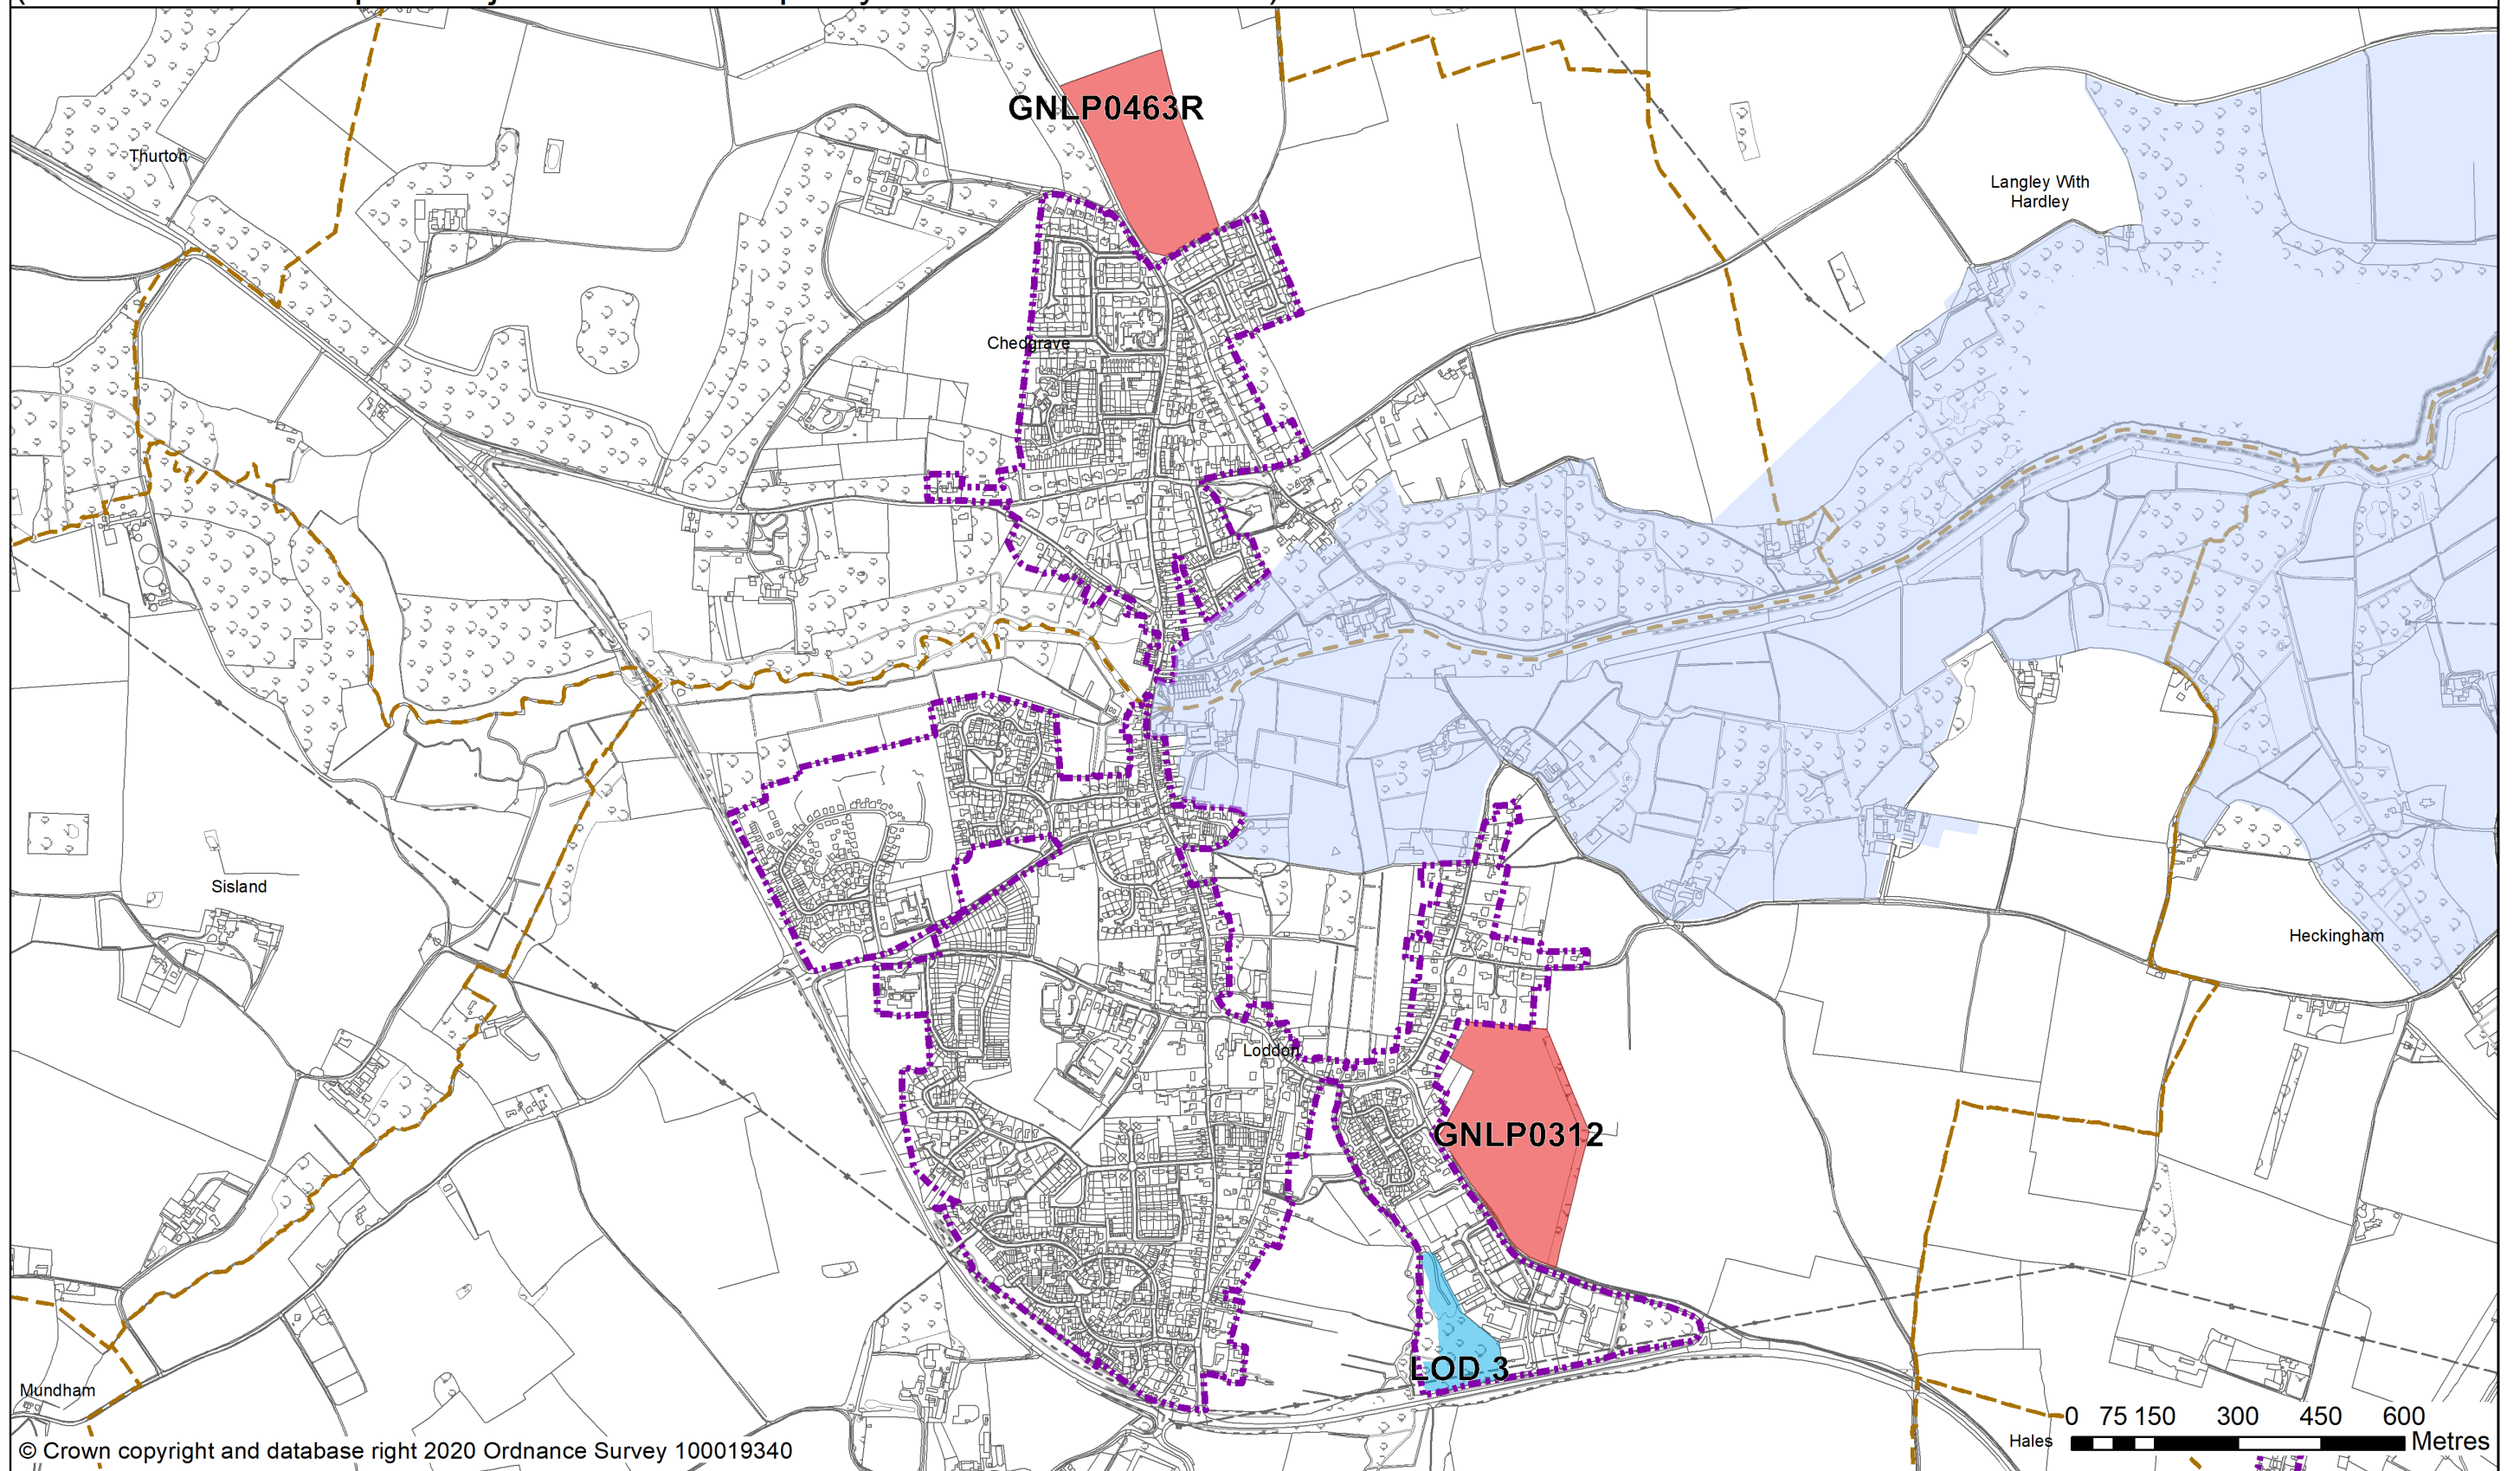 GNLP0463R
Thurton
Langley With
Hardley
Chedgrave
Sisland
Heckingham
Loddon
GNLP0312
LOD 3
Mundham
0 75 150 300 450 600
Hales
Metres
© Crown copyright and database right 2020 Ordnance Survey 100019340